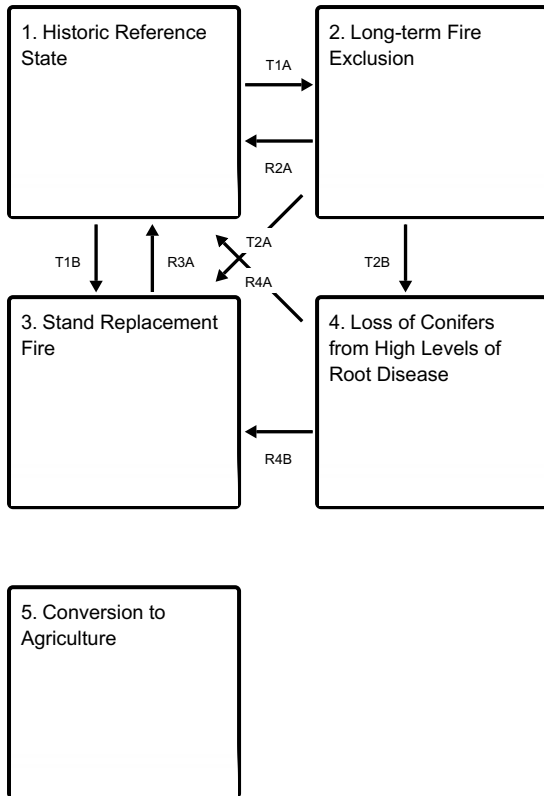 1. Historic Reference
State
2. Long-term Fire
Exclusion
T1A
R2A
T1B
R3A
T2A
R4A
T2B
3. Stand Replacement
Fire
4. Loss of Conifers
from High Levels of
Root Disease
R4B
5. Conversion to
Agriculture